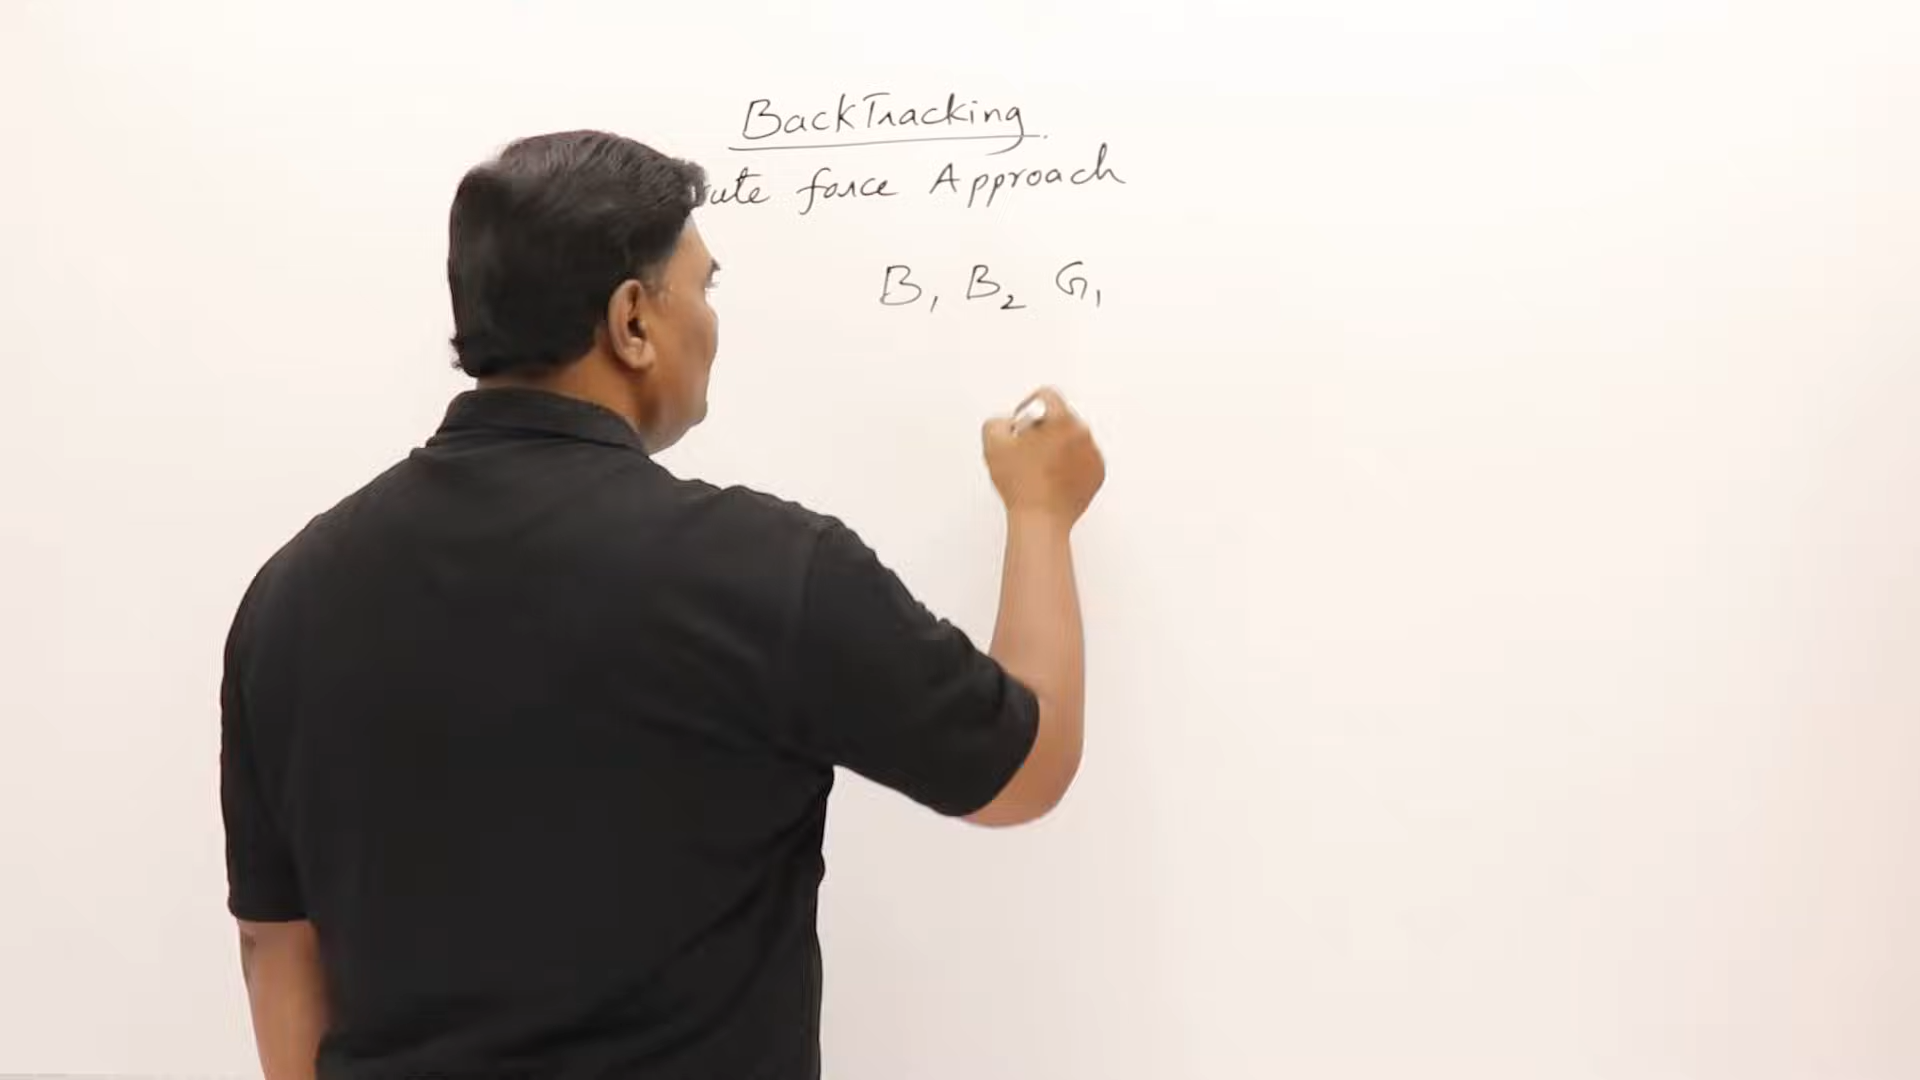 BackTracking.
force Approach
B₁ B₂ G₁